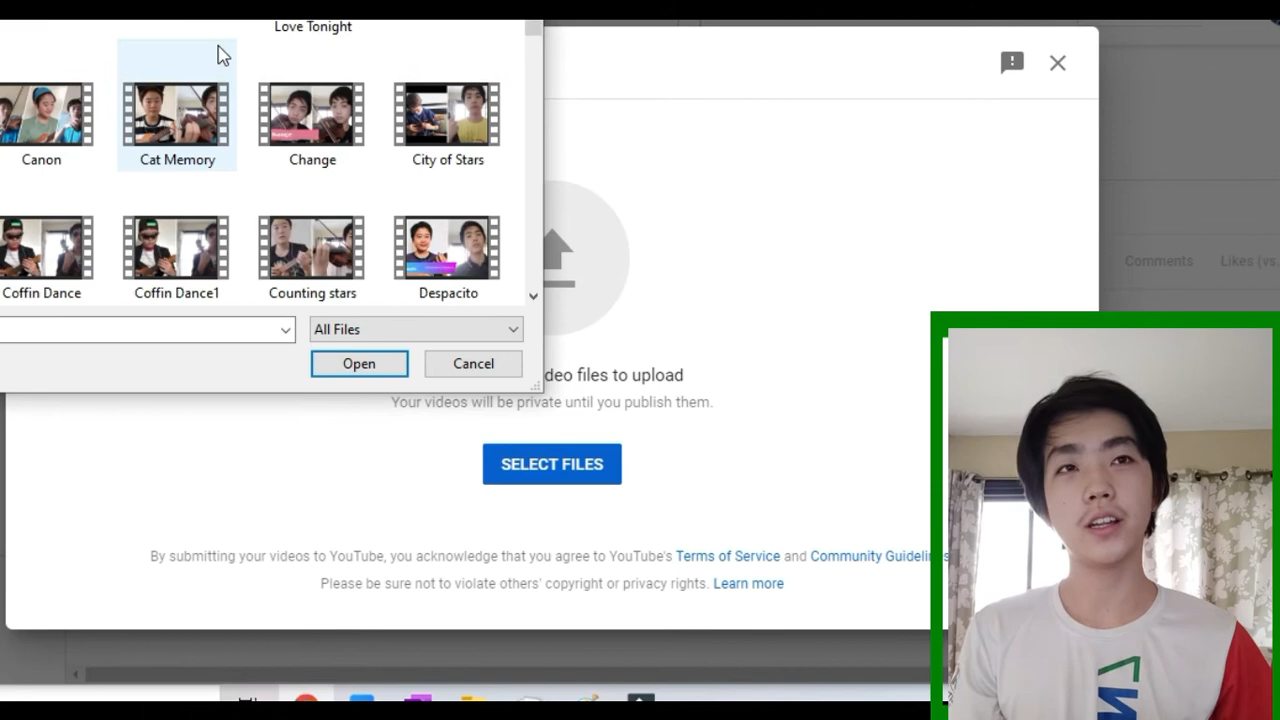 Love Tonight
Canon
Cat Memory
Change
City of Stars
Coffin Dance
Coffin Dance1
Counting stars
Despacito
All Files
Open
Cancel
deo files to upload
Your videos will be private until you publish them.
SELECT FILES
By submitting your videos to YouTube, you acknowledge that you agree to YouTube's Terms of Service and Community Guidelines
Please be sure not to violate others' copyright or privacy rights. Learn more
Comments
Likes (vs.